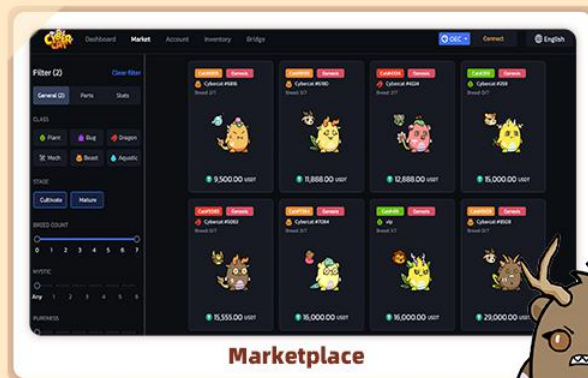 CYBER CAT
Dashboard Market Account Inventory Bridge
OEC Connect English
Filter (2) Clear filter
General (2) Parts Stats
CLASS
Plant Bug Dragon
Mech Beast Aquatic
STAGE
Cultivate Mature
BREED COUNT
0 1 2 3 4 5 6 7
MYSTIC
Any 1 2 3 4 5 6
PURENESS
Genesis Genesis Genesis Genesis
9,500.00 USDT 11,888.00 USDT 12,888.00 USDT 15,000.00 USDT
Genesis Genesis Genesis Genesis
vip
15,555.00 USDT 16,000.00 USDT 16,000.00 USDT 29,000.00 USDT
Marketplace